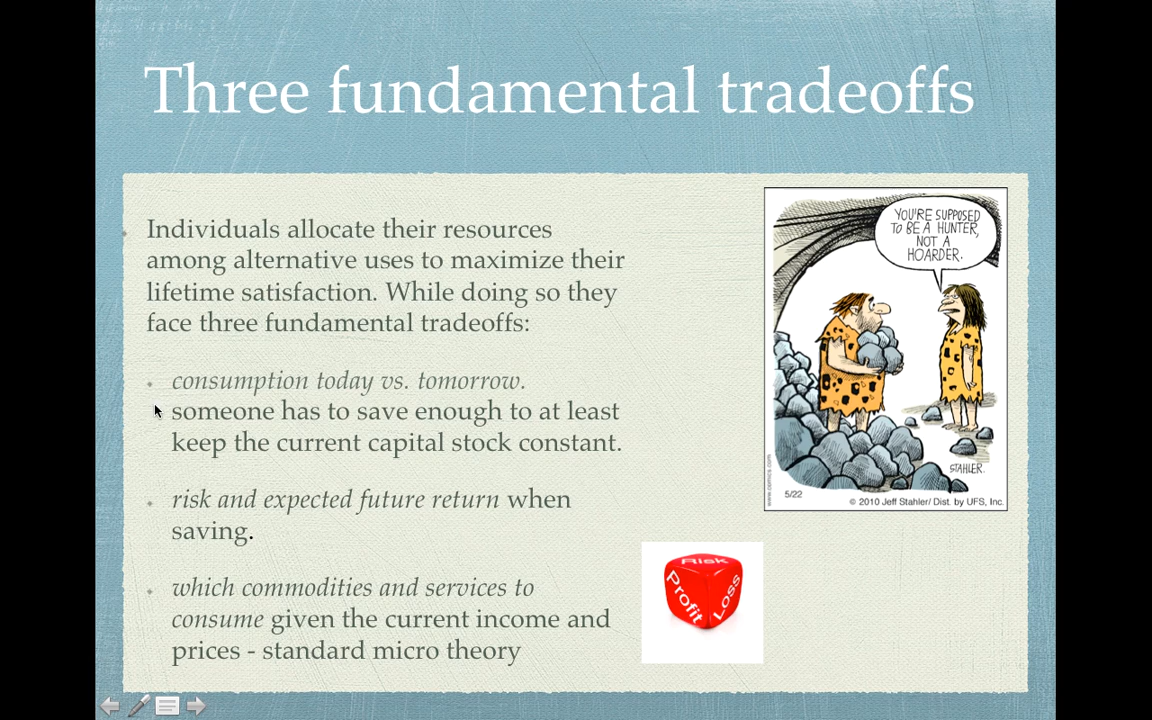 Three fundamental tradeoffs
Individuals allocate their resources
among alternative uses to maximize their
lifetime satisfaction. While doing so they
face three fundamental tradeoffs:
consumption today vs. tomorrow.
someone has to save enough to at least
keep the current capital stock constant.
risk and expected future return when
saving.
which commodities and services to
consume given the current income and
prices - standard micro theory
YOU'RE SUPPOSED
TO BE A HUNTER,
NOT A
HOARDER.
STAHLER.
www.comics.com
5/22
© 2010 Jeff Stahler/ Dist. by UFS, Inc.
Risk
Profit
Loss